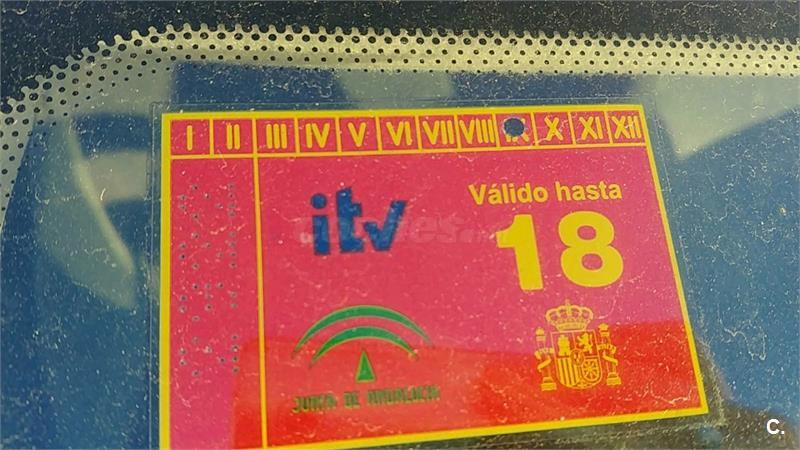 I II III IV V VI VII VIII IX X XI XII
itv
Válido hasta
18
JUNTA DE ANDALUCIA
C.